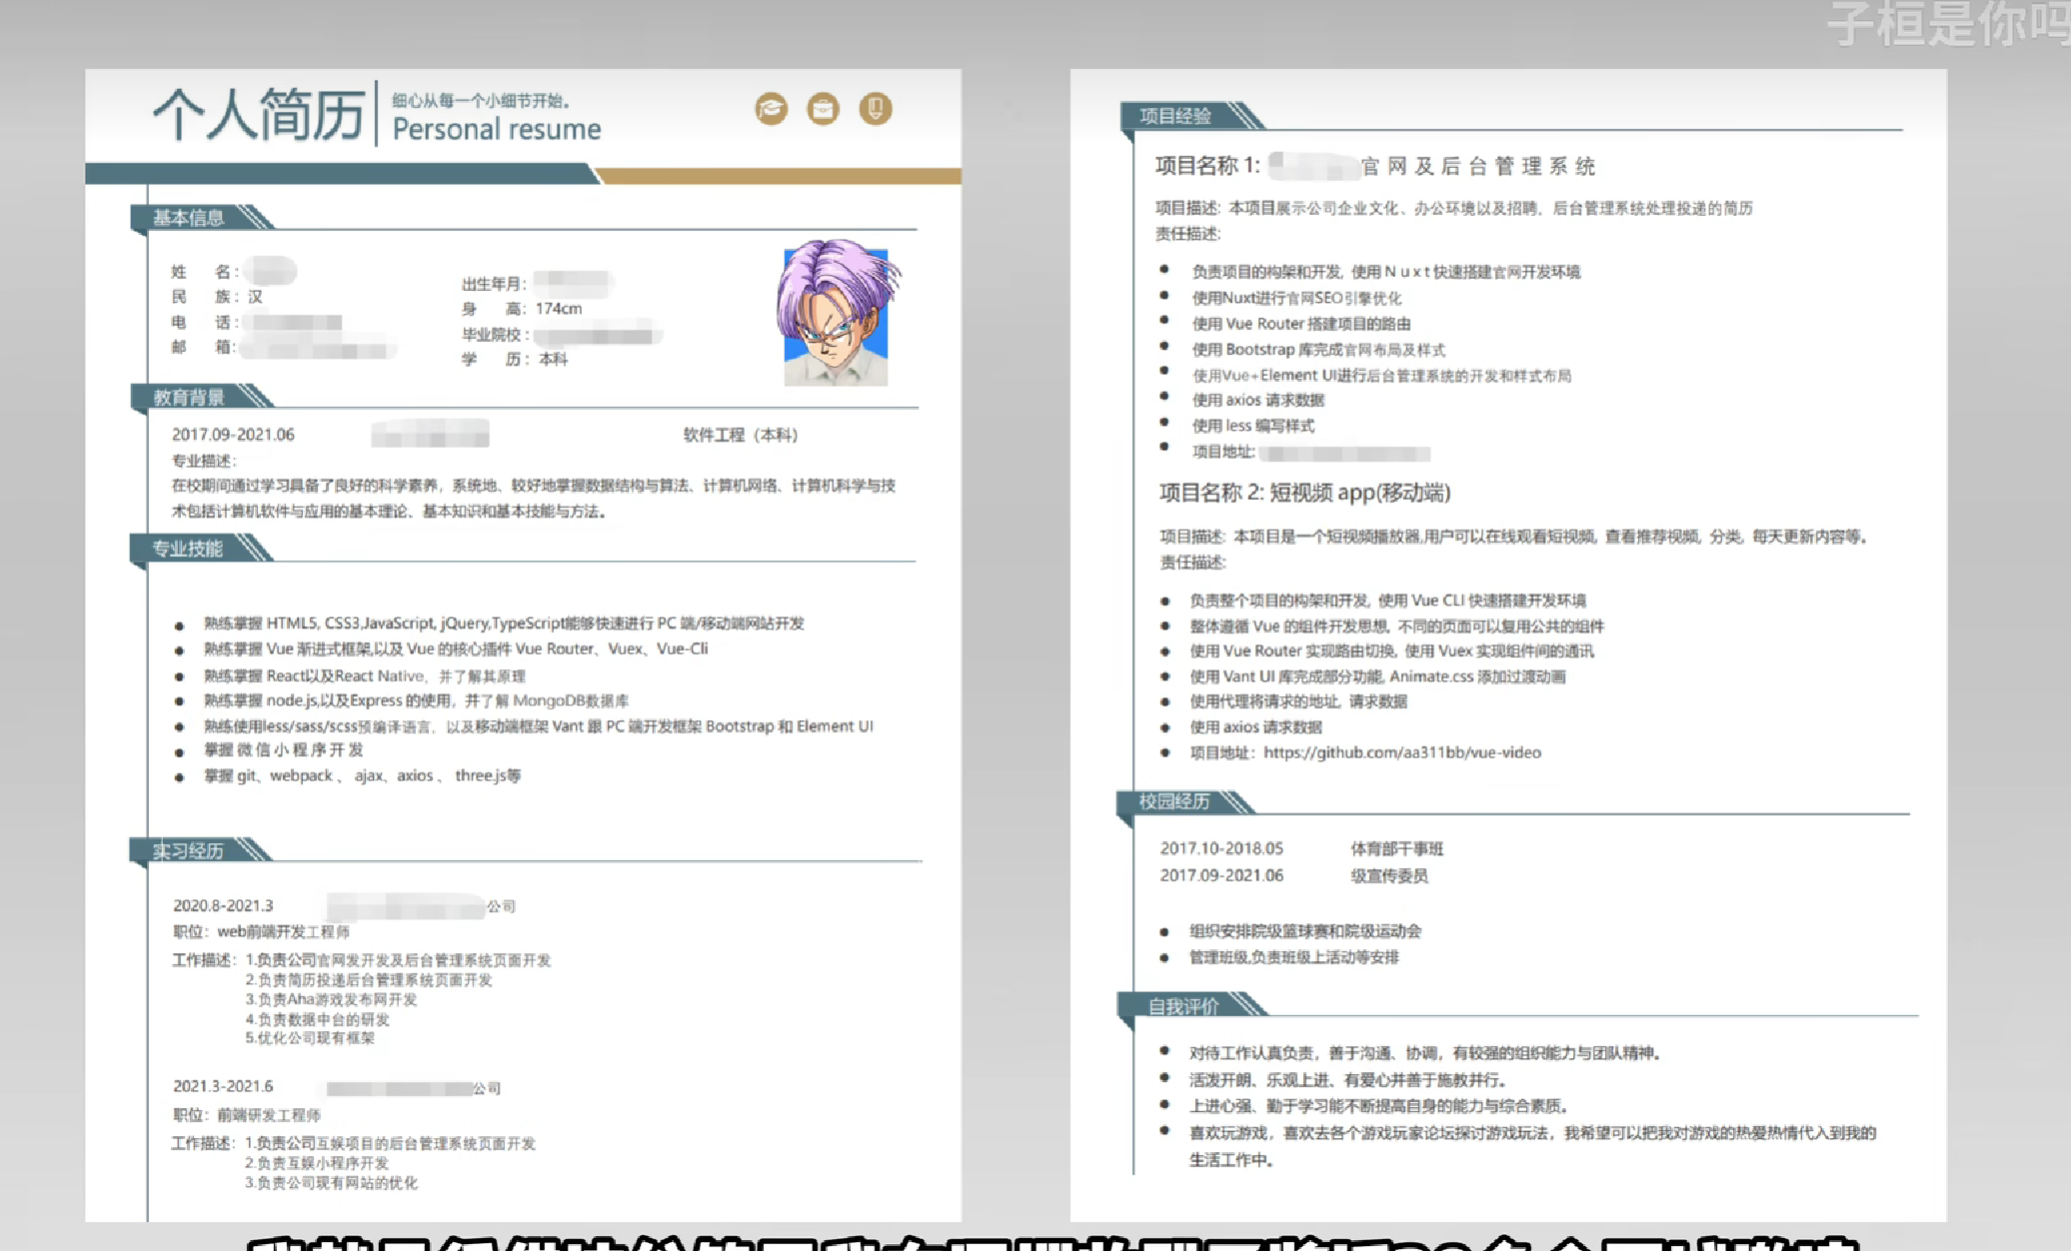 子桓是你吗
个人简历
细心从每一个小细节开始。
Personal resume
基本信息
姓 名:
民 族: 汉
电 话:
邮 箱:
出生年月:
身 高: 174cm
毕业院校:
学 历: 本科
教育背景
2017.09-2021.06 软件工程（本科）
专业描述:
在校期间通过学习具备了良好的科学素养，系统地、较好地掌握数据结构与算法、计算机网络、计算机科学与技
术包括计算机软件与应用的基本理论、基本知识和基本技能与方法。
专业技能
熟练掌握 HTML5, CSS3,JavaScript, jQuery,TypeScript能够快速进行 PC 端/移动端网站开发
熟练掌握 Vue 渐进式框架,以及 Vue 的核心插件 Vue Router、Vuex、Vue-Cli
熟练掌握 React以及React Native，并了解其原理
熟练掌握 node.js,以及Express 的使用，并了解 MongoDB数据库
熟练使用less/sass/scss预编译语言，以及移动端框架 Vant 跟 PC 端开发框架 Bootstrap 和 Element UI
掌握微信小程序开发
掌握 git、webpack 、 ajax、axios 、 three.js等
实习经历
2020.8-2021.3 公司
职位：web前端开发工程师
工作描述：1.负责公司官网发开发及后台管理系统页面开发
2.负责简历投递后台管理系统页面开发
3.负责Aha游戏发布网开发
4.负责数据中台的研发
5.优化公司现有框架
2021.3-2021.6 公司
职位：前端研发工程师
工作描述：1.负责公司互娱项目的后台管理系统页面开发
2.负责互娱小程序开发
3.负责公司现有网站的优化
项目经验
项目名称 1: 官网及后台管理系统
项目描述: 本项目展示公司企业文化、办公环境以及招聘，后台管理系统处理投递的简历
责任描述:
负责项目的构架和开发, 使用 Nuxt 快速搭建官网开发环境
使用Nuxt进行官网SEO引擎优化
使用 Vue Router 搭建项目的路由
使用 Bootstrap 库完成官网布局及样式
使用Vue+Element UI进行后台管理系统的开发和样式布局
使用 axios 请求数据
使用 less 编写样式
项目地址:
项目名称 2: 短视频 app(移动端)
项目描述: 本项目是一个短视频播放器,用户可以在线观看短视频, 查看推荐视频, 分类, 每天更新内容等。
责任描述:
负责整个项目的构架和开发, 使用 Vue CLI 快速搭建开发环境
整体遵循 Vue 的组件开发思想, 不同的页面可以复用公共的组件
使用 Vue Router 实现路由切换, 使用 Vuex 实现组件间的通讯
使用 Vant UI 库完成部分功能, Animate.css 添加过渡动画
使用代理将请求的地址, 请求数据
使用 axios 请求数据
项目地址：https://github.com/aa311bb/vue-video
校园经历
2017.10-2018.05 体育部干事班
2017.09-2021.06 级宣传委员
组织安排院级篮球赛和院级运动会
管理班级,负责班级上活动等安排
自我评价
对待工作认真负责，善于沟通、协调，有较强的组织能力与团队精神。
活泼开朗、乐观上进、有爱心并善于施教并行。
上进心强、勤于学习能不断提高自身的能力与综合素质。
喜欢玩游戏，喜欢去各个游戏玩家论坛探讨游戏玩法，我希望可以把我对游戏的热爱热情代入到我的
生活工作中。